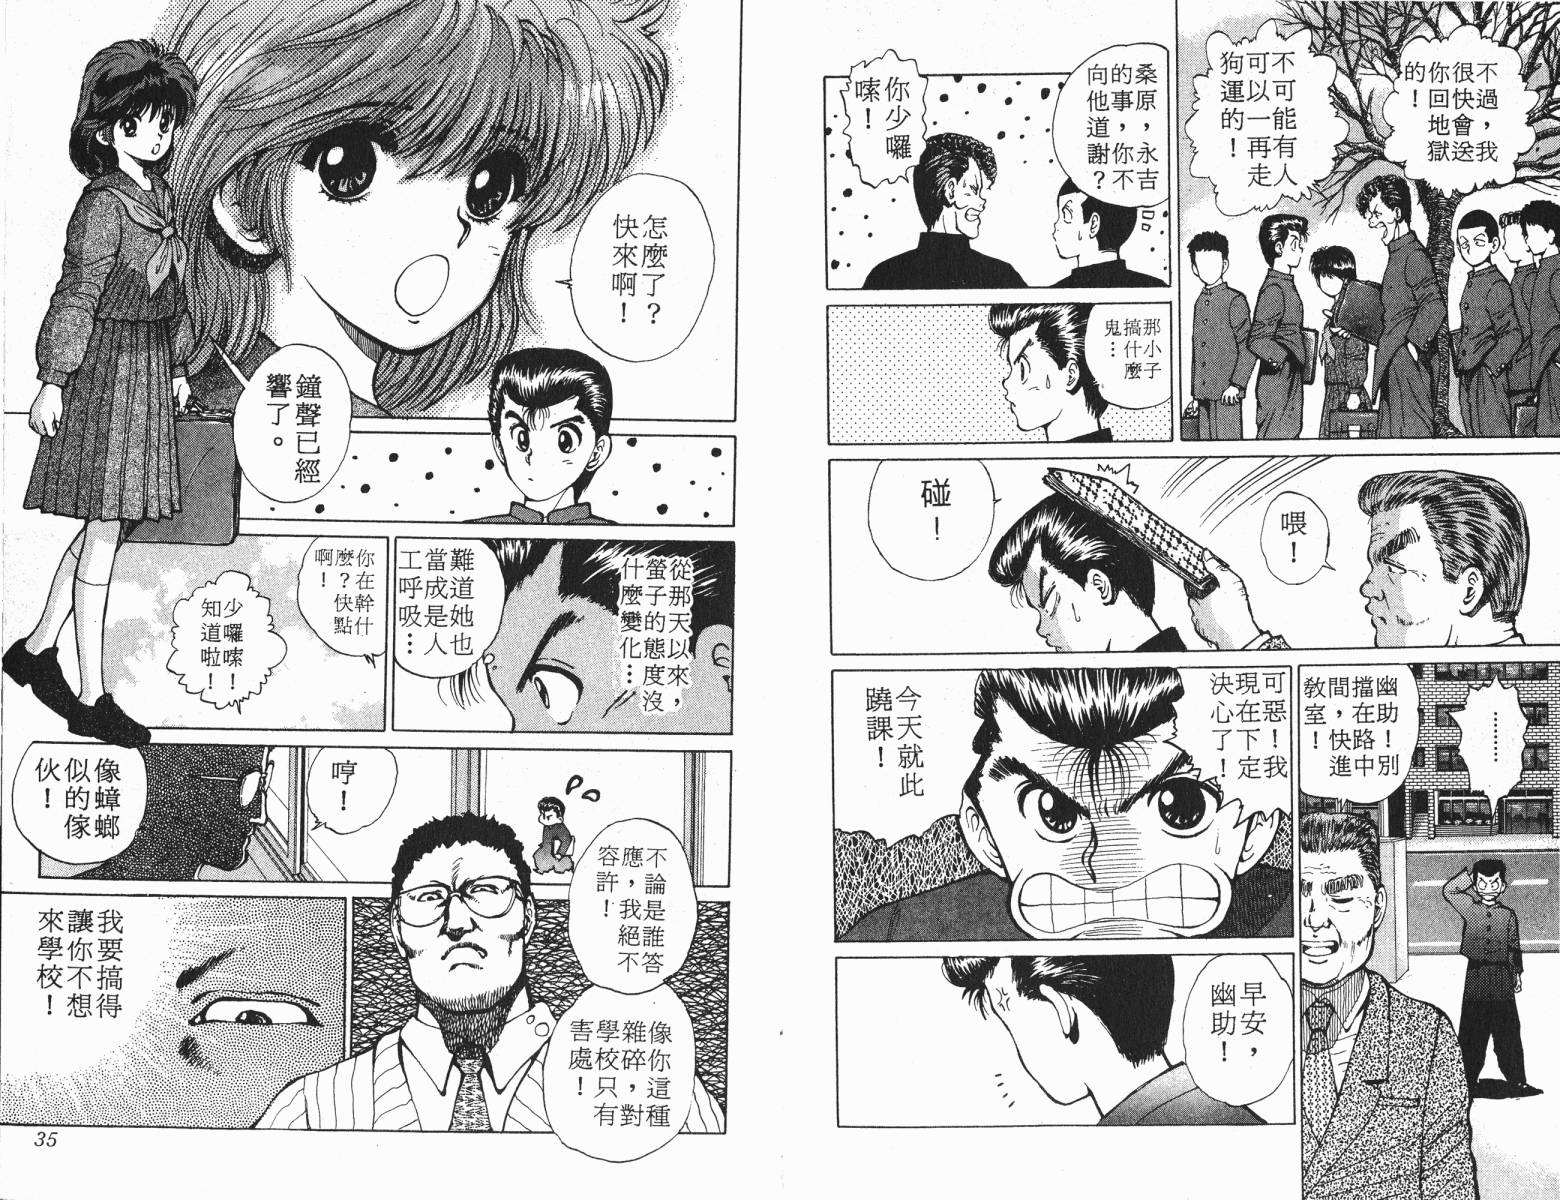 不過，我
很快會送
你回地獄
的！
不可能有人
可以一再走
狗運的！
桑原，永吉
的事，你不
向他道謝？
你少囉
嗦！
那小子
搞什麼
鬼…
喂！
碰！
………
幽助！別
擋在路中
間，快進
教室！
可惡！我
現在下定
決心了！
今天就此
蹺課！
早安，
幽助！
怎麼了？
快來啊！
鐘聲已經
響了。
從那天以來，
螢子的態度沒
什麼變化…
難道她也
當成是人
工呼吸…
你在幹什
麼？快點
啊！
少囉嗦！
知道啦！
哼！
像蟑螂
似的傢
伙！
不論是誰答
應，我絕不
容許！
像你這種
雜碎，對
學校只有
害處！
我要搞得
讓你不想
來學校！
35